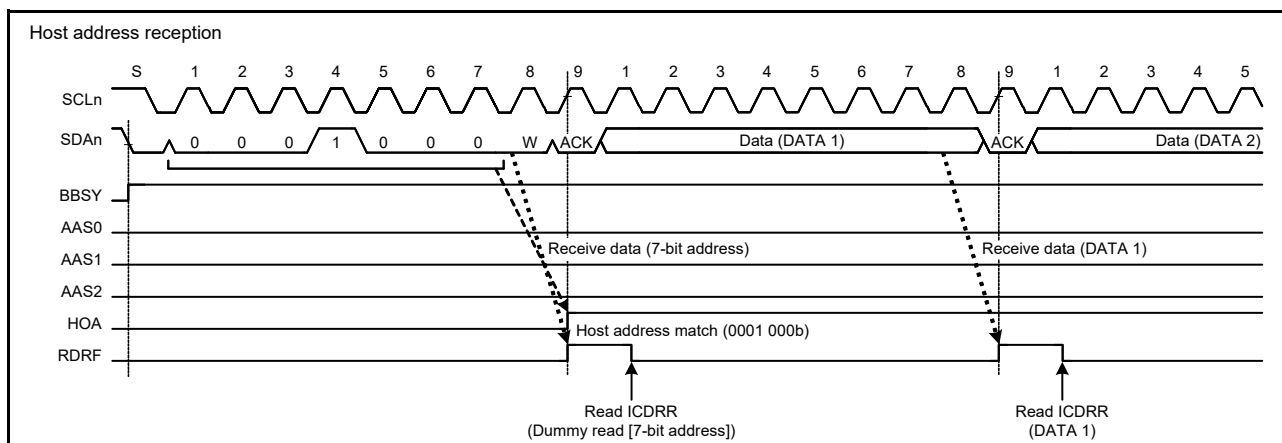 Host address reception
S 1 2 3 4 5 6 7 8 9 1 2 3 4 5 6 7 8 9 1 2 3 4 5
SCLn
SDAn 0 0 0 1 0 0 0 W ACK Data (DATA 1) ACK Data (DATA 2)
BBSY
AAS0
AAS1 Receive data (7-bit address) Receive data (DATA 1)
AAS2
HOA
Host address match (0001 000b)
RDRF
Read ICDRR Read ICDRR
(Dummy read [7-bit address]) (DATA 1)